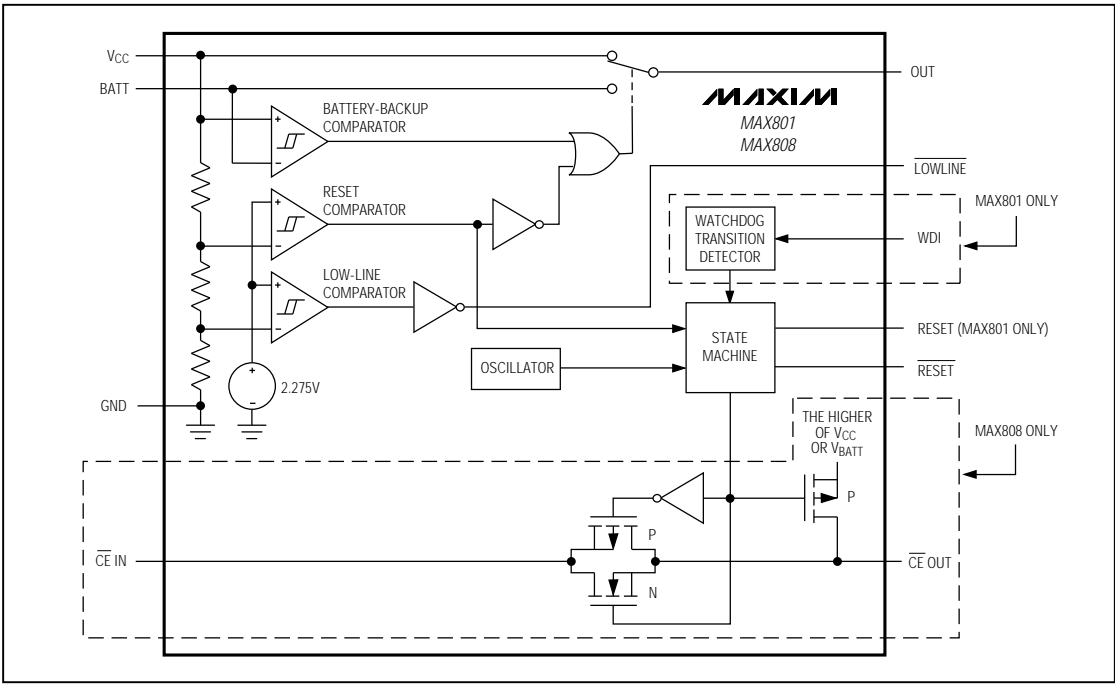 VCC
BATT
OUT
BATTERY-BACKUP
COMPARATOR
+
−
MAXIM
MAX801
MAX808
LOWLINE
RESET
COMPARATOR
+
−
WATCHDOG
TRANSITION
DETECTOR
WDI
MAX801 ONLY
LOW-LINE
COMPARATOR
+
−
STATE
MACHINE
RESET (MAX801 ONLY)
RESET
OSCILLATOR
+
−
2.275V
GND
THE HIGHER
OF VCC
OR VBATT
MAX808 ONLY
P
P
CE IN
CE OUT
N